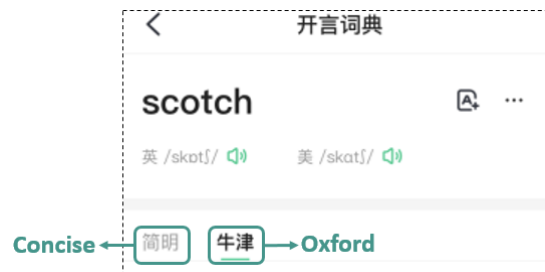 开言词典
scotch
英 /skɒtʃ/ 美 /skɑtʃ/
Concise 简明 牛津 Oxford